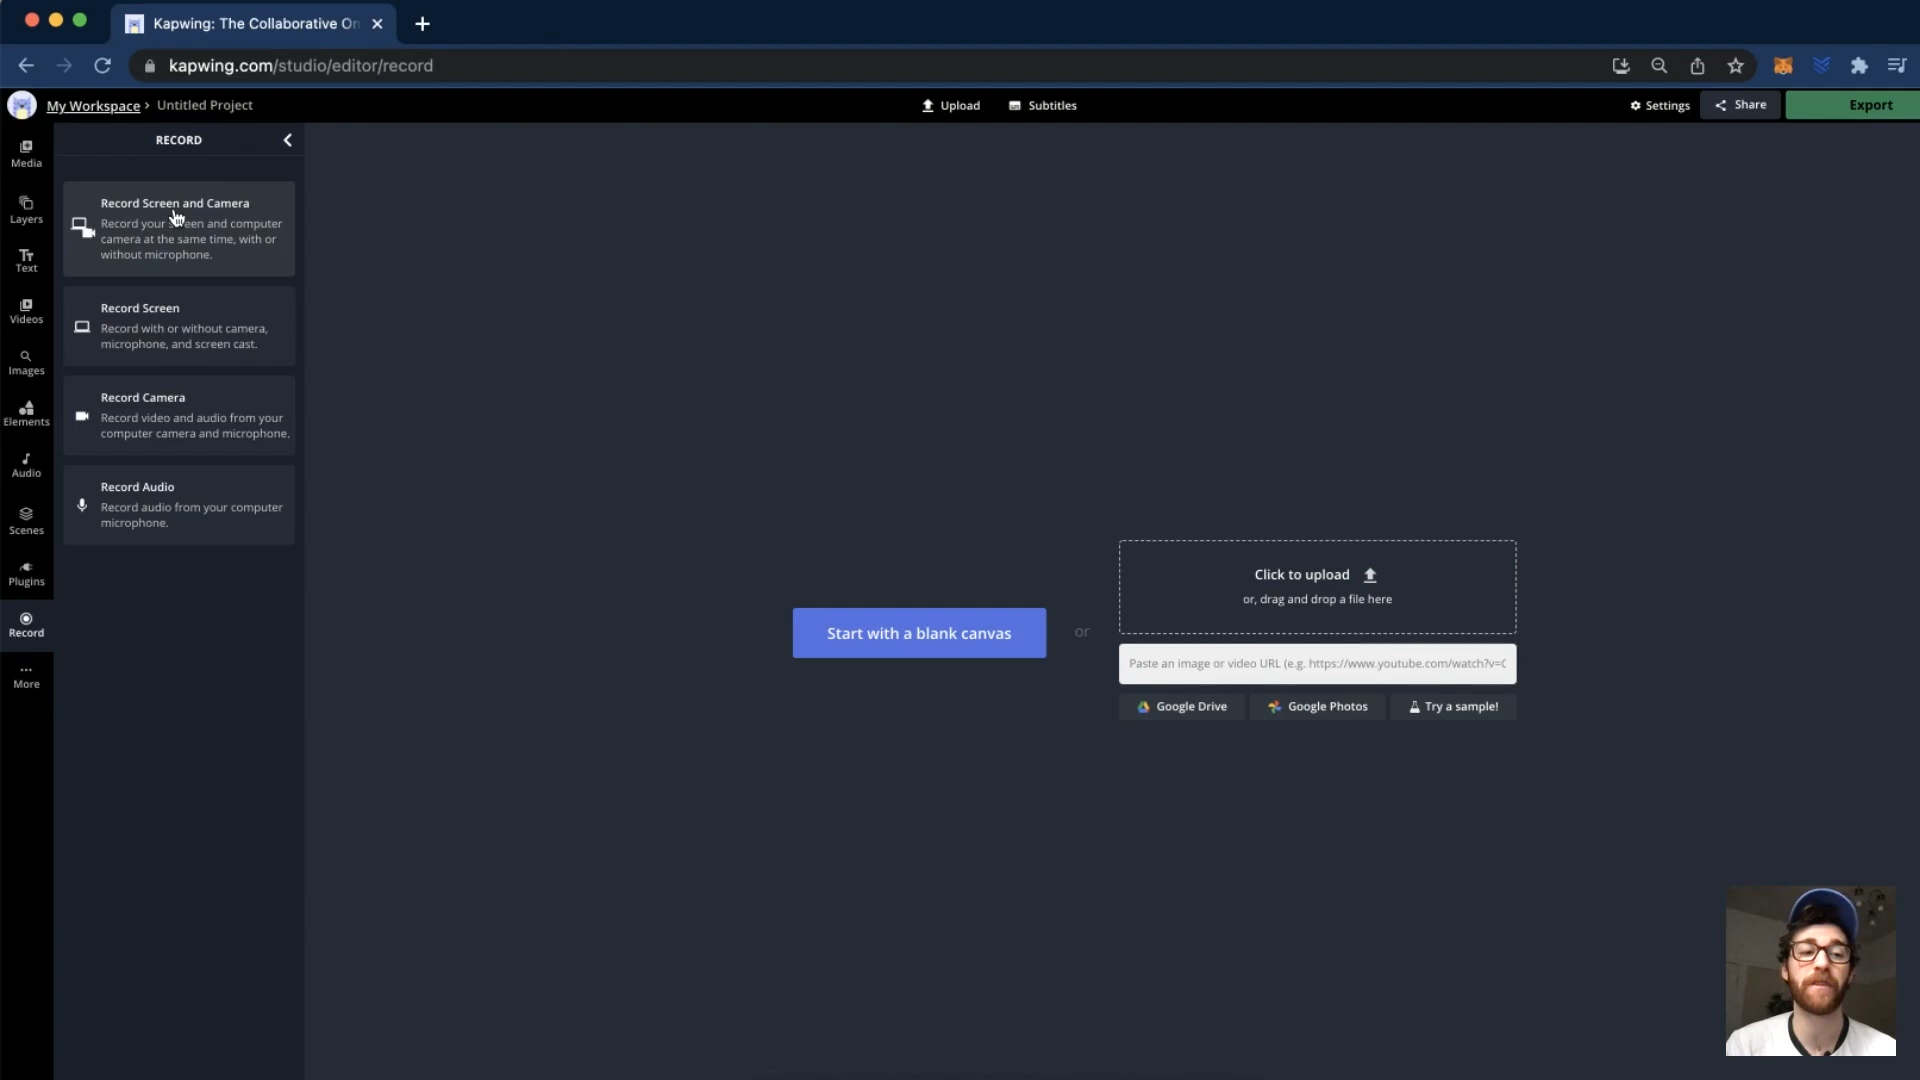 Kapwing: The Collaborative On
kapwing.com/studio/editor/record
My Workspace > Untitled Project
Upload
Subtitles
Settings
Share
Export
Media
Layers
Text
Videos
Images
Elements
Audio
Scenes
Plugins
Record
More
RECORD
Record Screen and Camera
Record your screen and computer
camera at the same time, with or
without microphone.
Record Screen
Record with or without camera,
microphone, and screen cast.
Record Camera
Record video and audio from your
computer camera and microphone.
Record Audio
Record audio from your computer
microphone.
Start with a blank canvas
or
Click to upload
or, drag and drop a file here
Paste an image or video URL (e.g. https://www.youtube.com/watch?v=C
Google Drive
Google Photos
Try a sample!